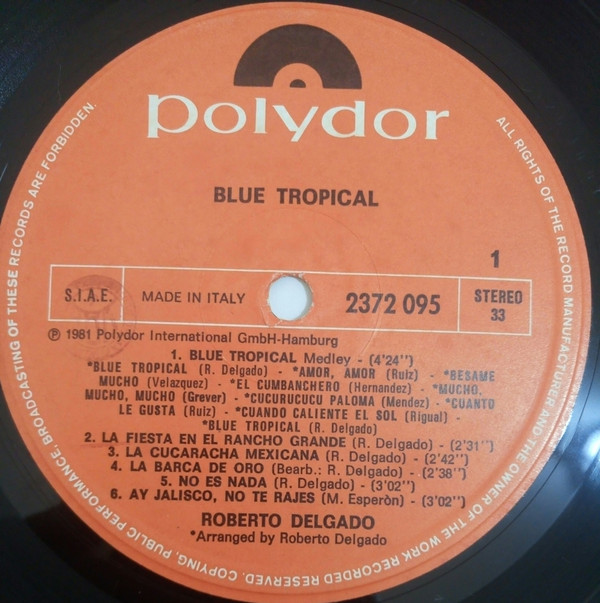 polydor
BLUE TROPICAL
1
S.I.A.E.
MADE IN ITALY
2372 095
STEREO
33
℗ 1981 Polydor International GmbH-Hamburg
1. BLUE TROPICAL Medley - (4'24'')
*BLUE TROPICAL (R. Delgado) - *AMOR, AMOR (Ruiz) - *BESAME
MUCHO (Velazquez) - *EL CUMBANCHERO (Hernandez) - *MUCHO,
MUCHO, MUCHO (Grever) - *CUCURUCUCU PALOMA (Mendez) - *CUANTO
LE GUSTA (Ruiz) - *CUANDO CALIENTE EL SOL (Rigual) -
*BLUE TROPICAL (R. Delgado)
2. LA FIESTA EN EL RANCHO GRANDE (R. Delgado) - (2'31'')
3. LA CUCARACHA MEXICANA (R. Delgado) - (2'42'')
4. LA BARCA DE ORO (Bearb.: R. Delgado) - (2'38'')
5. NO ES NADA (R. Delgado) - (3'02'')
6. AY JALISCO, NO TE RAJES (M. Esperòn) - (3'02'')
ROBERTO DELGADO
*Arranged by Roberto Delgado
ALL RIGHTS OF THE RECORD MANUFACTURER AND THE OWNER OF THE WORK RECORDED RESERVED. COPYING, PUBLIC PERFORMANCE, BROADCASTING OF THESE RECORDS ARE FORBIDDEN.